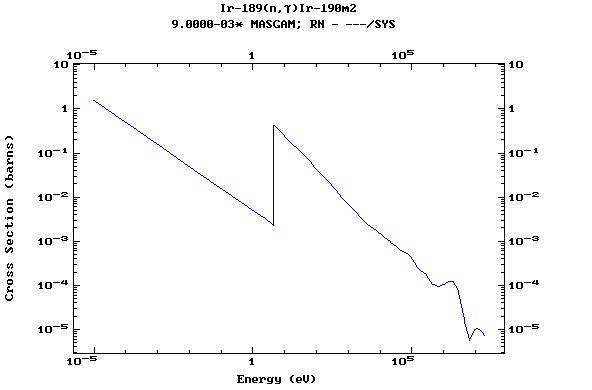 Ir-189(n,γ)Ir-190m2
9.0000-03* MASGAM; RN - ---/SYS
10-5 1 105
10 10
1 1
10-1 10-1
10-2 10-2
10-3 10-3
10-4 10-4
10-5 10-5
10-5 1 105
Cross Section (barns)
Energy (eV)